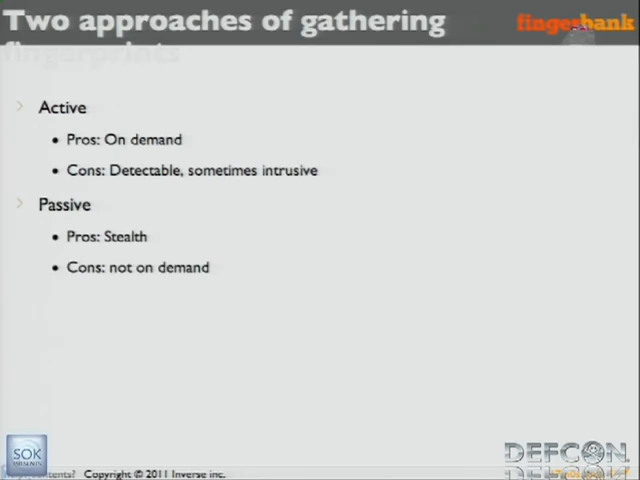 Two approaches of gathering
fingerprints
fingerbank
Active
Pros: On demand
Cons: Detectable, sometimes intrusive
Passive
Pros: Stealth
Cons: not on demand
SOK
DEFCON
Copyright © 2011 Inverse inc.